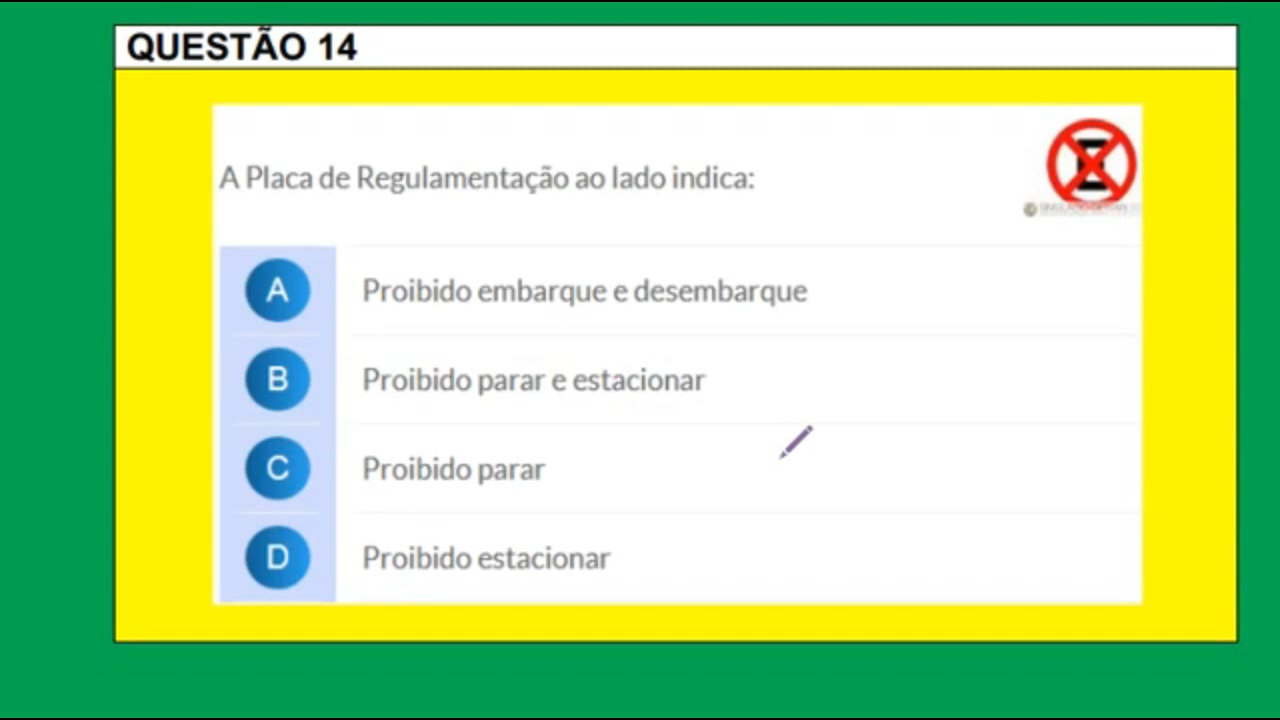 QUESTÃO 14
A Placa de Regulamentação ao lado indica:
E
A Proibido embarque e desembarque
B Proibido parar e estacionar
C Proibido parar
D Proibido estacionar